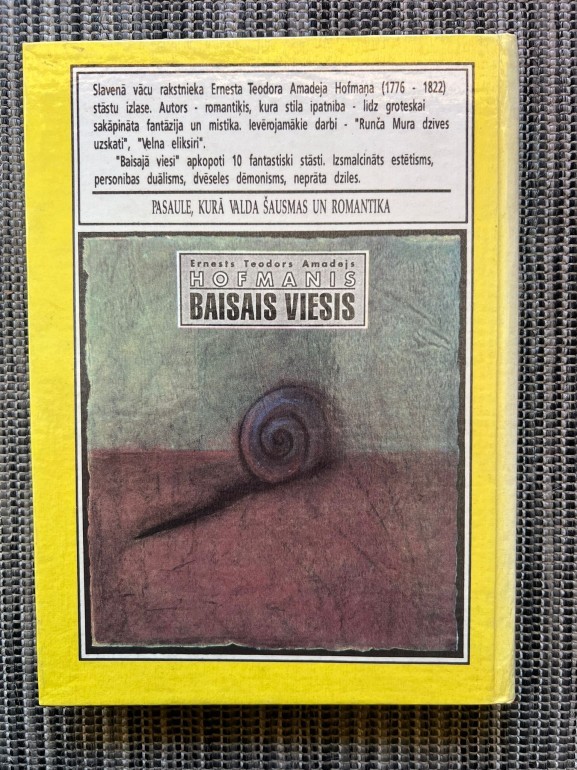 Slavenā vācu rakstnieka Ernesta Teodora Amadeja Hofmaņa (1776 - 1822)
stāstu izlase. Autors - romantiķis, kura stila īpatnība - līdz groteskai
sakāpināta fantāzija un mistika. Ievērojamākie darbi - "Runča Mura dzīves
uzskati", "Velna eliksīri".
"Baisajā viesī" apkopoti 10 fantastiski stāsti. Izsmalcināts estētisms,
personības duālisms, dvēseles dēmonisms, neprāta dzīles.
PASAULE, KURĀ VALDA ŠAUSMAS UN ROMANTIKA
Ernests Teodors Amadejs
HOFMANIS
BAISAIS VIESIS